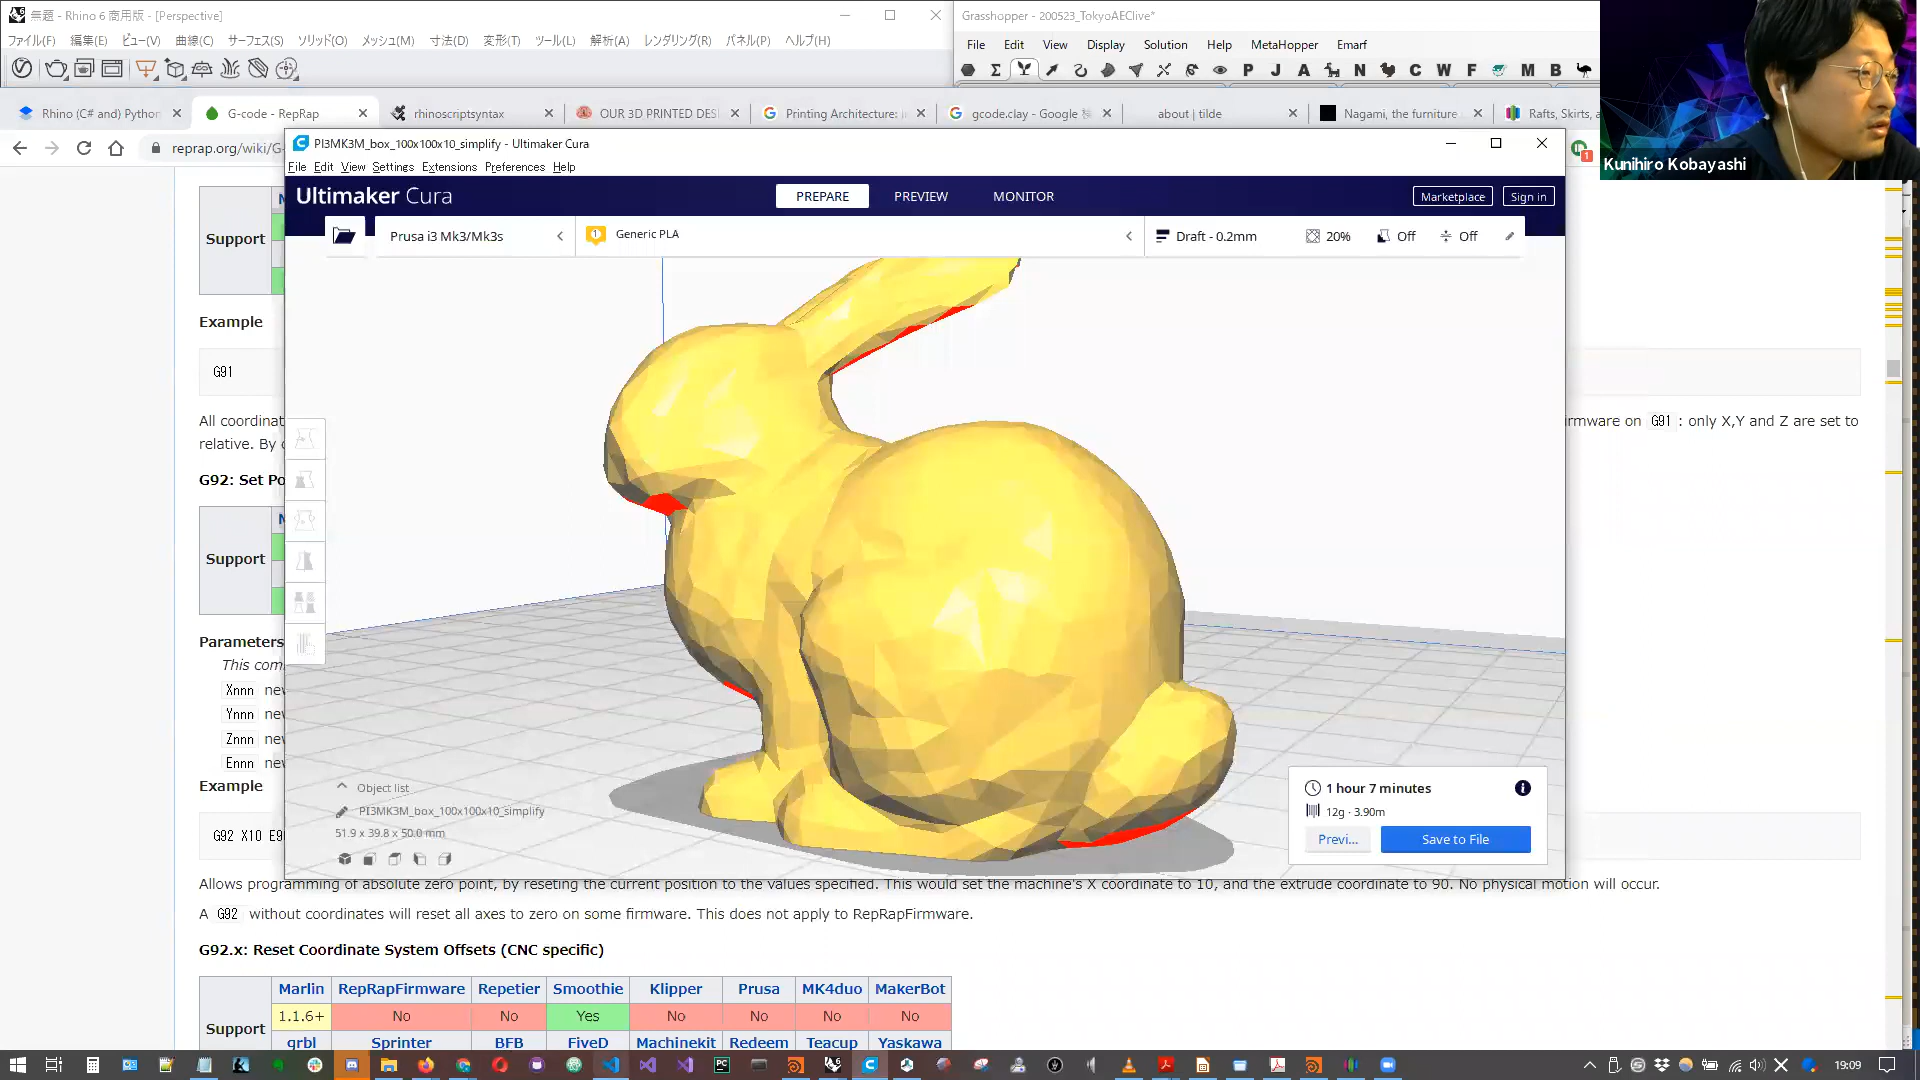 無題 - Rhino 6 商用版 - [Perspective]
ファイル(F) 編集(E) ビュー(V) 曲線(C) サーフェス(S) ソリッド(O) メッシュ(M) 寸法(D) 変形(T) ツール(L) 解析(A) レンダリング(R) パネル(P) ヘルプ(H)
Grasshopper - 200523_TokyoAEClive*
File Edit View Display Solution Help MetaHopper Emarf
P J A N C W F M B
Kunihiro Kobayashi
Rhino (C# and) Python
G-code - RepRap
rhinoscriptsyntax
OUR 3D PRINTED DES
Printing Architecture:
gcode.clay - Google
about | tilde
Nagami, the furniture
Rafts, Skirts,
reprap.org/wiki/G-
PI3MK3M_box_100x100x10_simplify - Ultimaker Cura
File Edit View Settings Extensions Preferences Help
Ultimaker Cura
PREPARE PREVIEW MONITOR
Marketplace Sign in
Prusa i3 Mk3/Mk3s
1 Generic PLA
Draft - 0.2mm 20% Off Off
Support
Example
G91
All coordinat
irmware on G91 : only X,Y and Z are set to
relative. By
G92: Set Po
Support
Parameters
This com
Xnnn new
Ynnn new
Znnn new
Ennn new
Example
G92 X10 E9
Object list
PI3MK3M_box_100x100x10_simplify
51.9 x 39.8 x 50.0 mm
1 hour 7 minutes
12g · 3.90m
Previ... Save to File
Allows programming of absolute zero point, by reseting the current position to the values specified. This would set the machine's X coordinate to 10, and the extrude coordinate to 90. No physical motion will occur.
A G92 without coordinates will reset all axes to zero on some firmware. This does not apply to RepRapFirmware.
G92.x: Reset Coordinate System Offsets (CNC specific)
Support
Marlin RepRapFirmware Repetier Smoothie Klipper Prusa MK4duo MakerBot
1.1.6+ No No Yes No No No No
grbl Sprinter BFB FiveD Machinekit Redeem Teacup Yaskawa
19:09